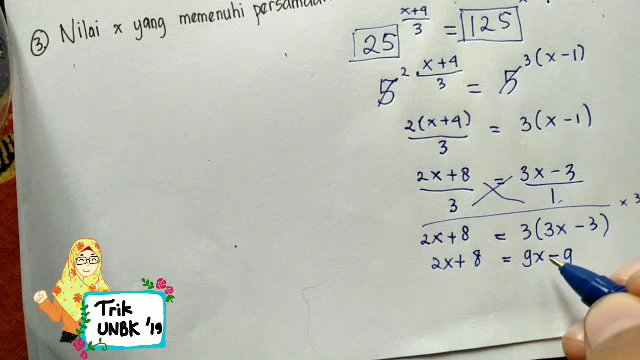 ③. Nilai x yang memenuhi persamaan
25^((x+4)/3) = 125
5^(2·(x+4)/3) = 5^(3(x-1))
2(x+4)/3 = 3(x-1)
(2x+8)/3 = (3x-3)/1
×3
2x+8 = 3(3x-3)
2x+8 = 9x-9
Trik
UNBK '19